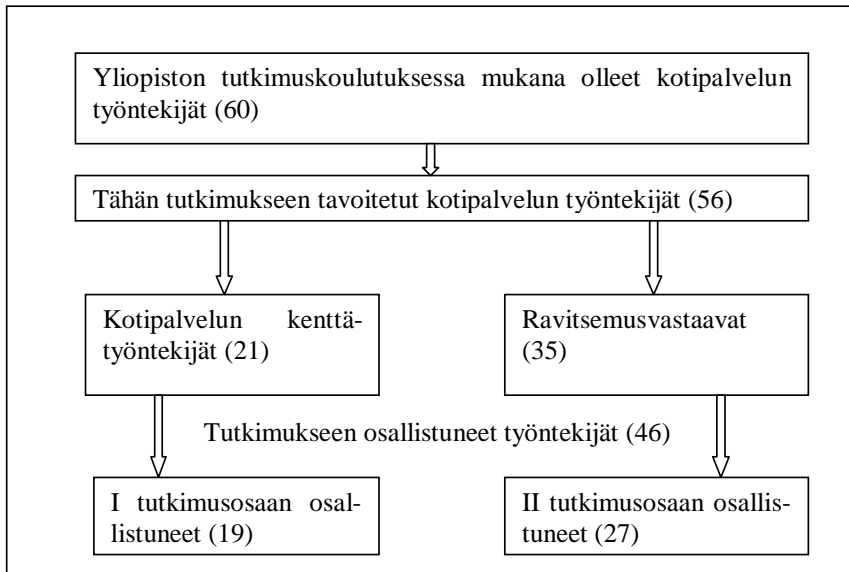 Yliopiston tutkimuskoulutuksessa mukana olleet kotipalvelun
työntekijät (60)
Tähän tutkimukseen tavoitetut kotipalvelun työntekijät (56)
Kotipalvelun kenttä-
työntekijät (21)
Ravitsemusvastaavat
(35)
Tutkimukseen osallistuneet työntekijät (46)
I tutkimusosaan osal-
listuneet (19)
II tutkimusosaan osallis-
tuneet (27)